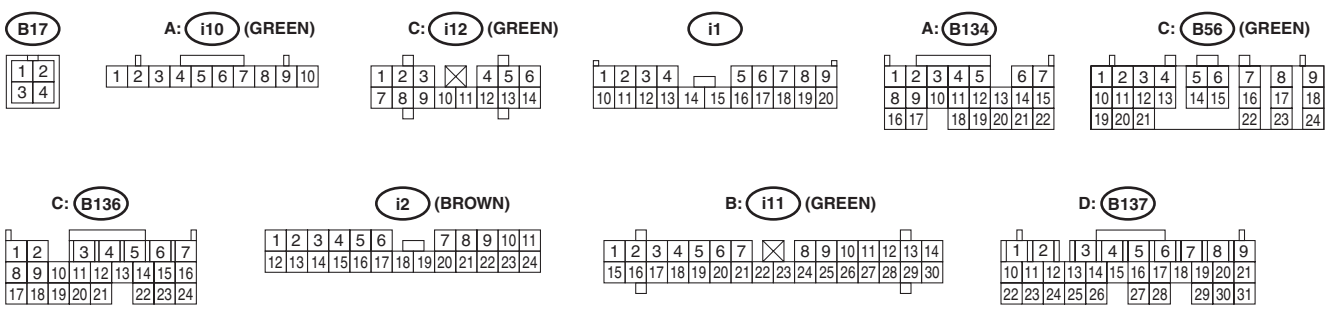 B17 A: i10 (GREEN) C: i12 (GREEN) i1 A: B134 C: B56 (GREEN)
1 2 1 2 3 4 5 6 7 8 9 10 1 2 3 4 5 6 1 2 3 4 5 6 7 8 9 1 2 3 4 5 6 7 1 2 3 4 5 6 7 8 9
3 4 7 8 9 10 11 12 13 14 10 11 12 13 14 15 16 17 18 19 20 8 9 10 11 12 13 14 15 10 11 12 13 14 15 16 17 18
16 17 18 19 20 21 22 19 20 21 22 23 24
C: B136 i2 (BROWN) B: i11 (GREEN) D: B137
1 2 3 4 5 6 7 1 2 3 4 5 6 7 8 9 10 11 1 2 3 4 5 6 7 8 9 10 11 12 13 14 1 2 3 4 5 6 7 8 9
8 9 10 11 12 13 14 15 16 12 13 14 15 16 17 18 19 20 21 22 23 24 15 16 17 18 19 20 21 22 23 24 25 26 27 28 29 30 10 11 12 13 14 15 16 17 18 19 20 21
17 18 19 20 21 22 23 24 22 23 24 25 26 27 28 29 30 31